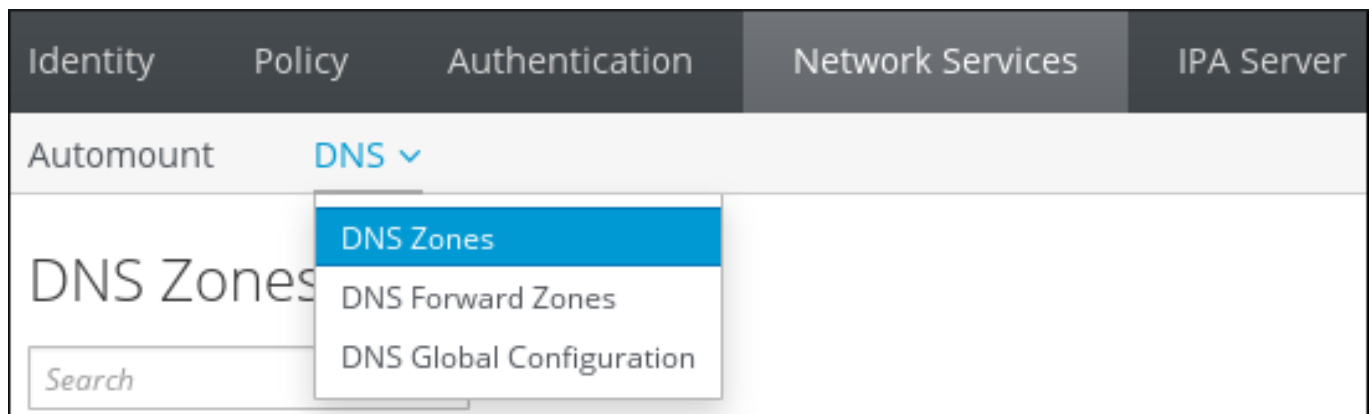 Identity Policy Authentication Network Services IPA Server
Automount DNS
DNS Zones
DNS Zones
DNS Forward Zones
DNS Global Configuration
Search